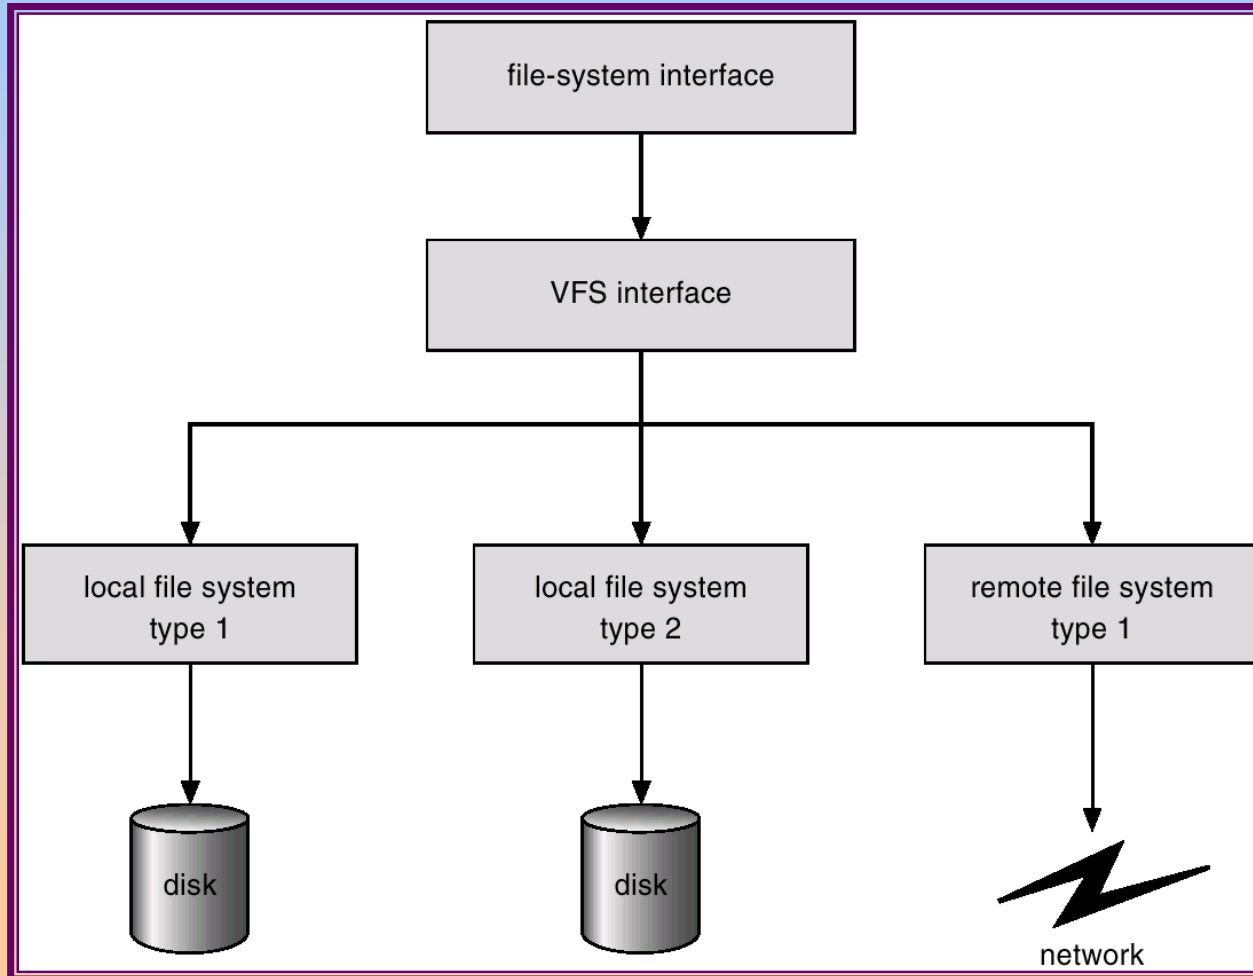 file-system interface
VFS interface
local file system
type 1
local file system
type 2
remote file system
type 1
disk
disk
network